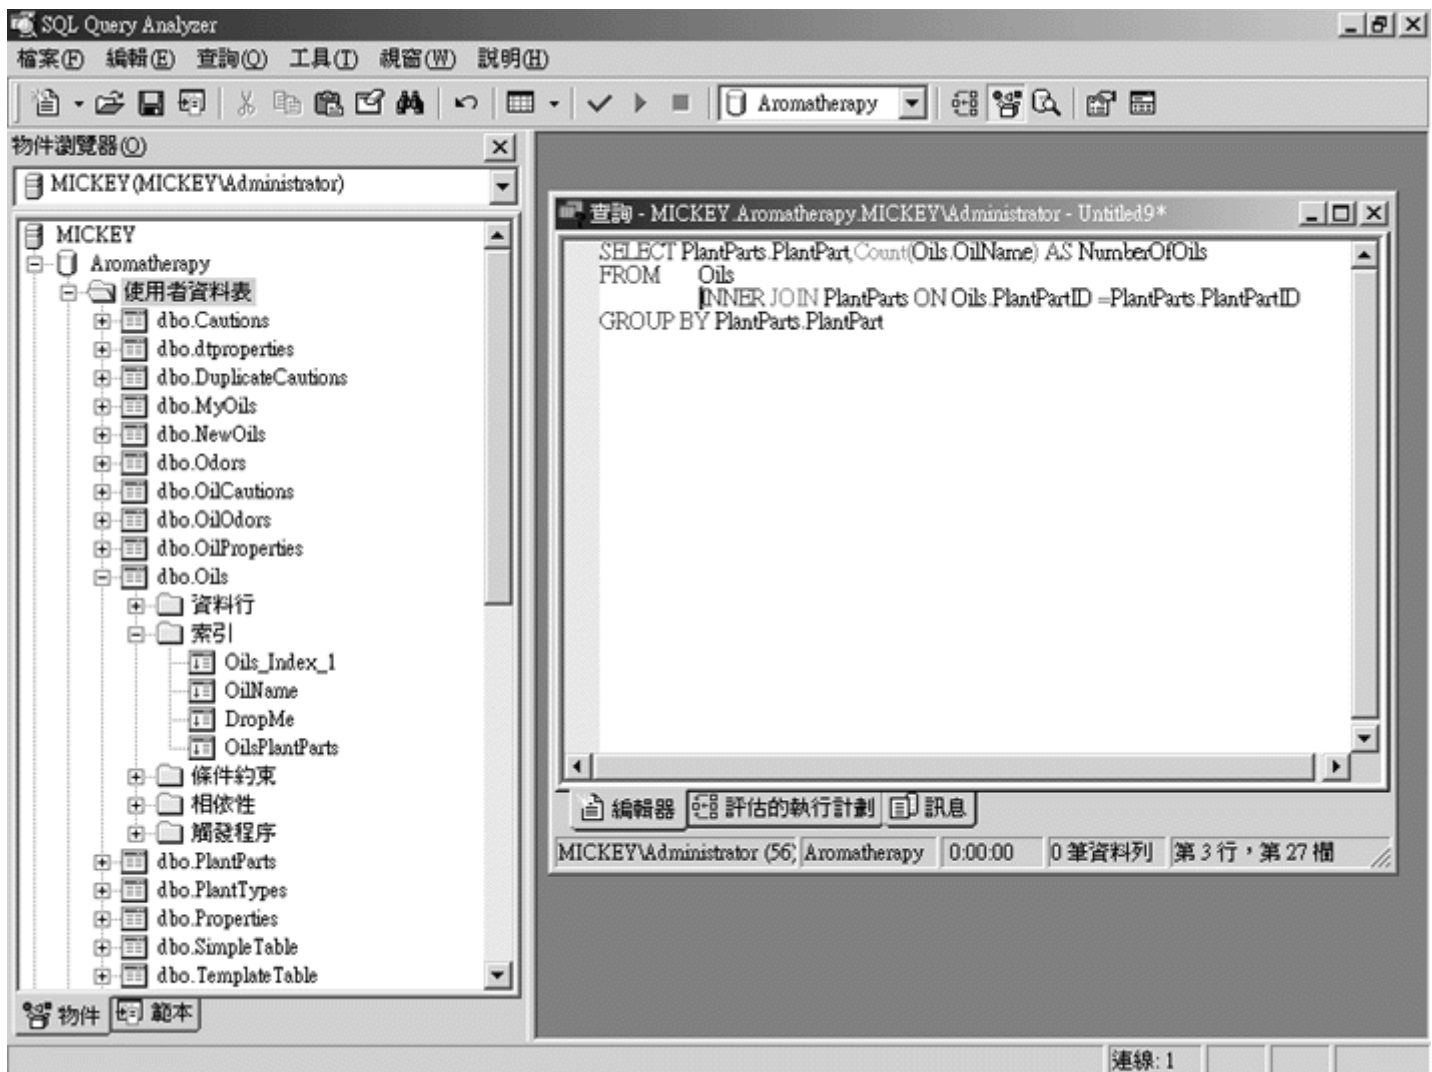 SQL Query Analyzer
檔案(F) 編輯(E) 查詢(Q) 工具(T) 視窗(W) 說明(H)
Aromatherapy
物件瀏覽器(O)
MICKEY(MICKEY\Administrator)
MICKEY
Aromatherapy
使用者資料表
dbo.Cautions
dbo.dtproperties
dbo.DuplicateCautions
dbo.MyOils
dbo.NewOils
dbo.Odors
dbo.OilCautions
dbo.OilOdors
dbo.OilProperties
dbo.Oils
資料行
索引
Oils_Index_1
OilName
DropMe
OilsPlantParts
條件約束
相依性
觸發程序
dbo.PlantParts
dbo.PlantTypes
dbo.Properties
dbo.SimpleTable
dbo.TemplateTable
物件 範本
查詢 - MICKEY.Aromatherapy.MICKEY\Administrator - Untitled9*
SELECT PlantParts.PlantPart,Count(Oils.OilName) AS NumberOfOils
FROM Oils
INNER JOIN PlantParts ON Oils.PlantPartID =PlantParts.PlantPartID
GROUP BY PlantParts.PlantPart
編輯器 評估的執行計劃 訊息
MICKEY\Administrator (56) Aromatherapy 0:00:00 0 筆資料列 第 3 行，第 27 欄
連線: 1